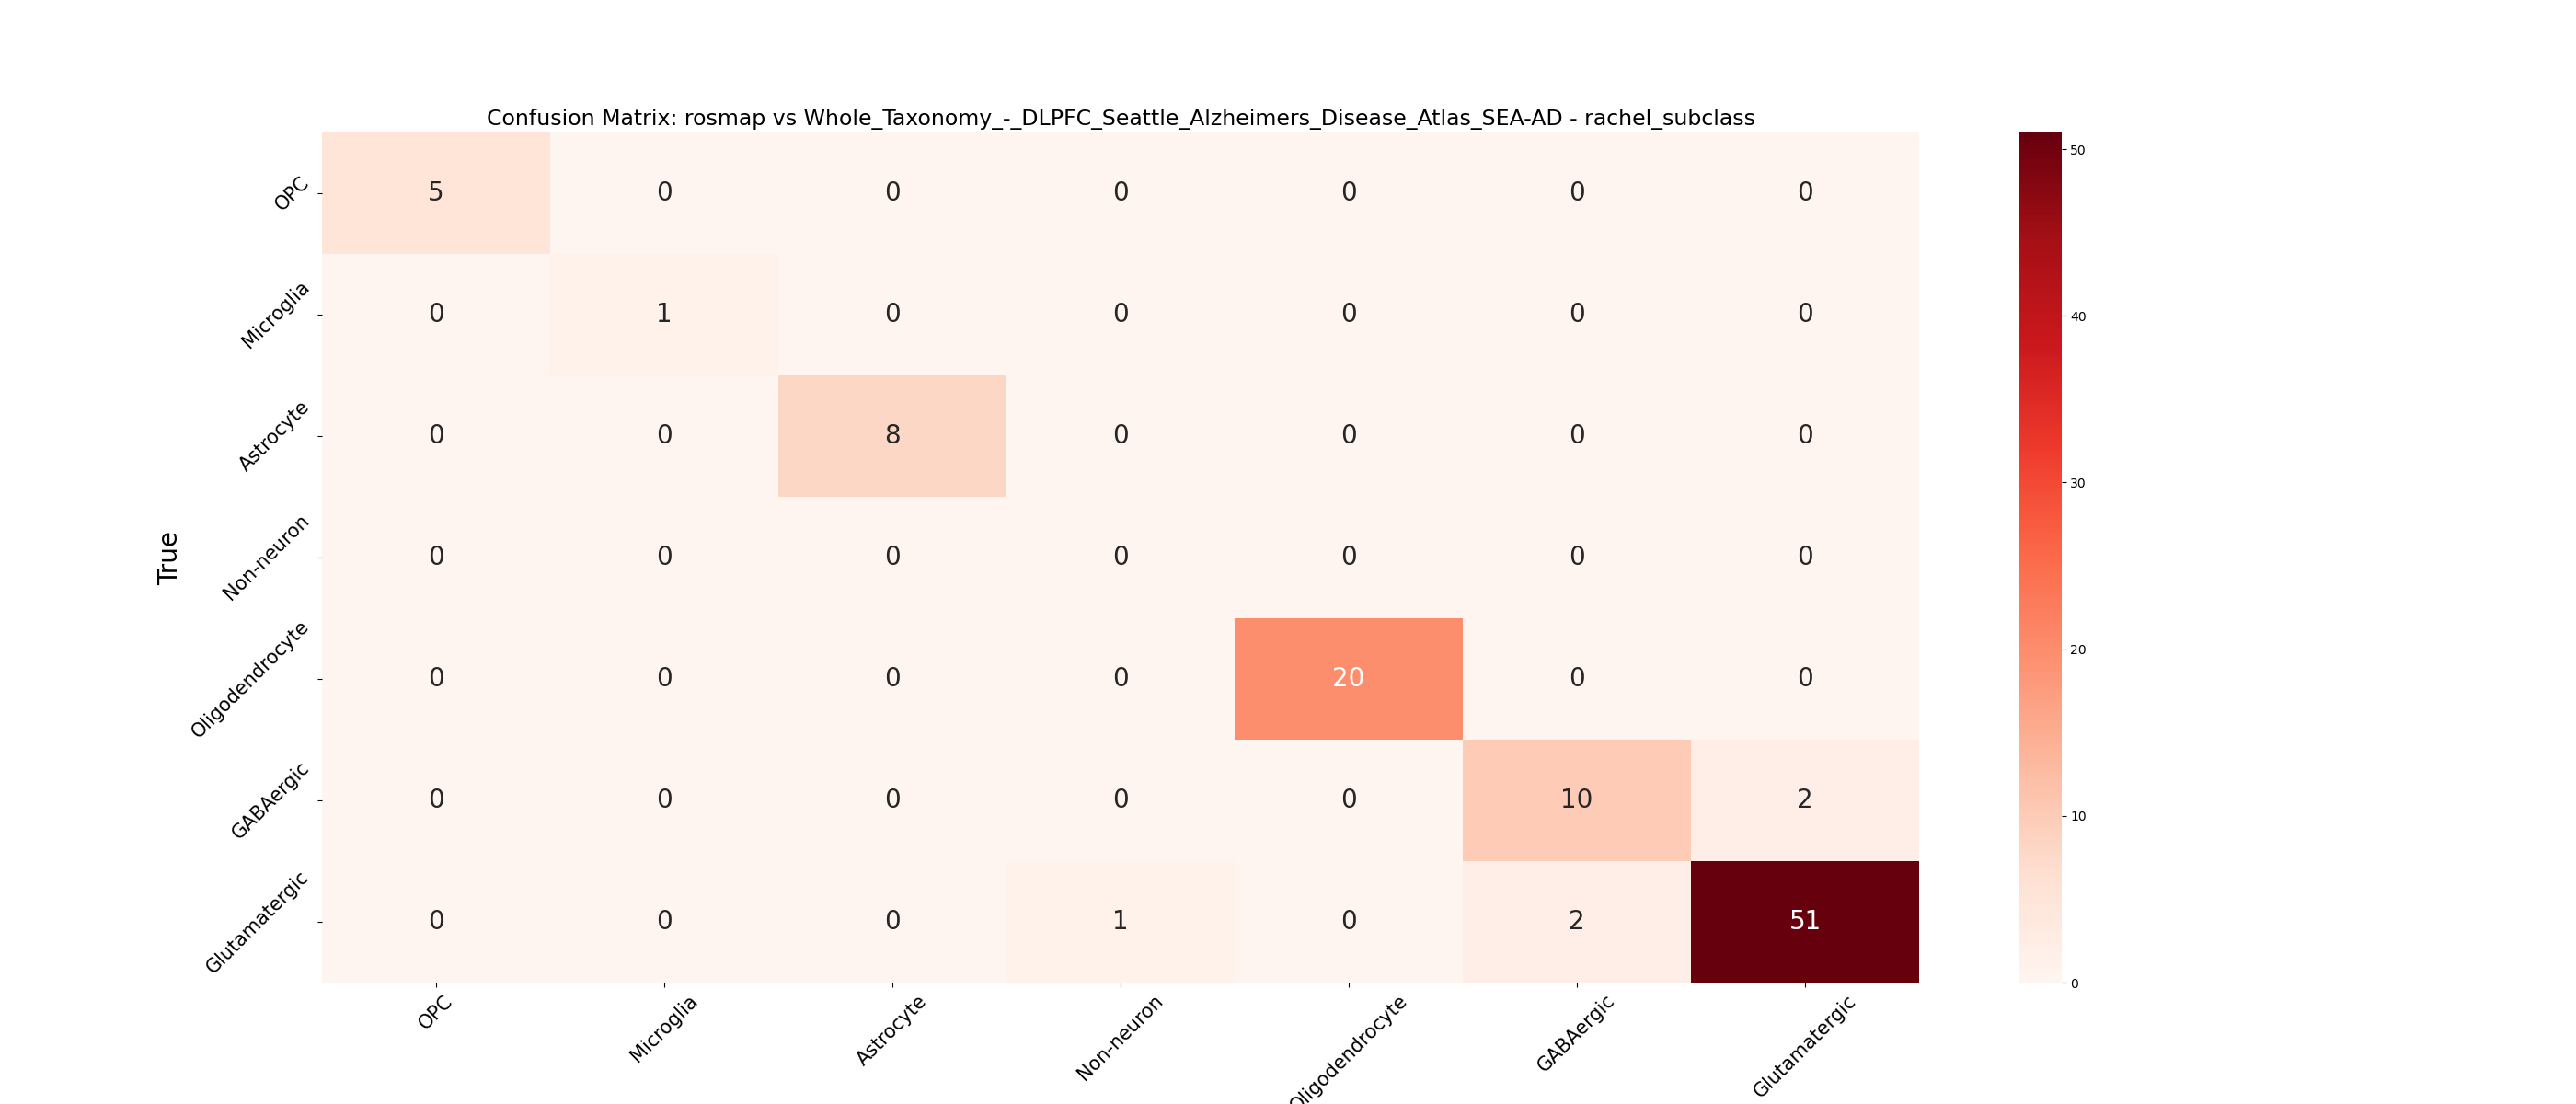 Confusion Matrix: rosmap vs Whole_Taxonomy_-_DLPFC_Seattle_Alzheimers_Disease_Atlas_SEA-AD - rachel_subclass
True
OPC 5 0 0 0 0 0 0
Microglia 0 1 0 0 0 0 0
Astrocyte 0 0 8 0 0 0 0
Non-neuron 0 0 0 0 0 0 0
Oligodendrocyte 0 0 0 0 20 0 0
GABAergic 0 0 0 0 0 10 2
Glutamatergic 0 0 0 1 0 2 51
OPC Microglia Astrocyte Non-neuron Oligodendrocyte GABAergic Glutamatergic
50
40
30
20
10
0